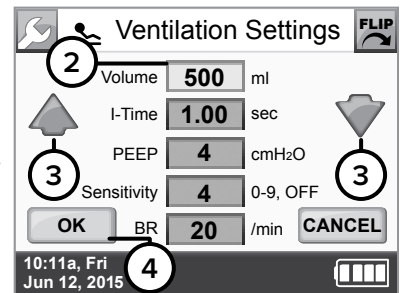 Ventilation Settings FLIP
2
Volume 500 ml
I-Time 1.00 sec
3 PEEP 4 cmH2O 3
Sensitivity 4 0-9, OFF
OK BR 20 /min CANCEL
4
10:11a, Fri
Jun 12, 2015